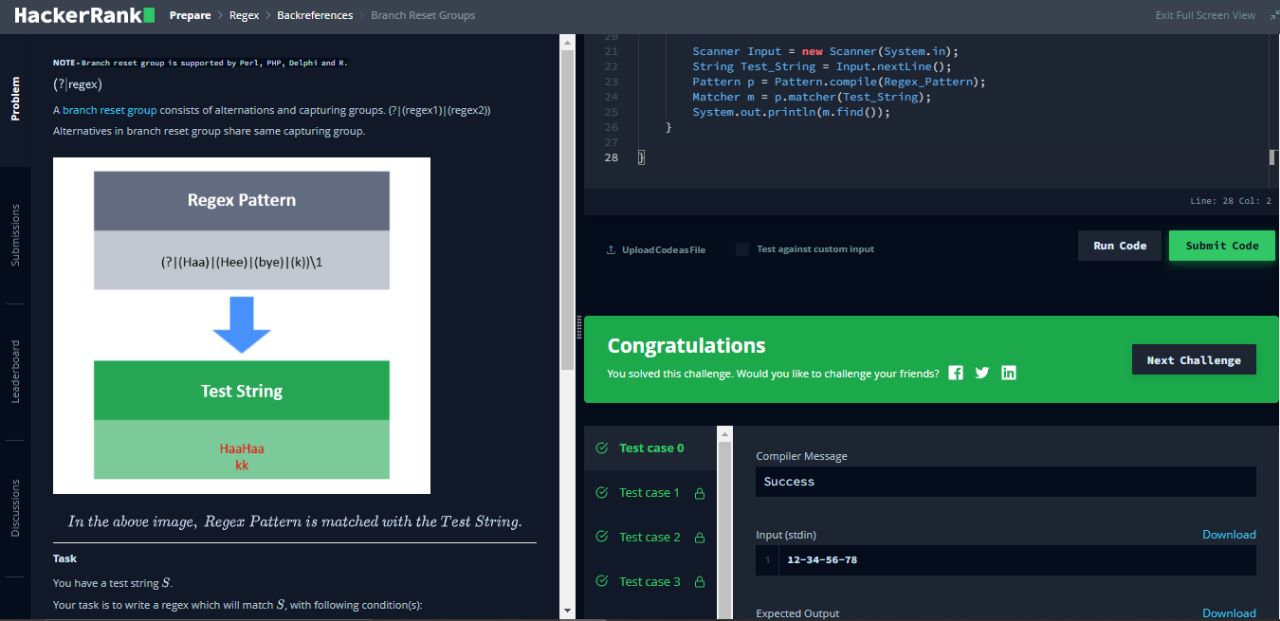 HackerRank Prepare > Regex > Backreferences > Branch Reset Groups Exit Full Screen View
Problem
Submissions
Leaderboard
Discussions
NOTE - Branch reset group is supported by Perl, PHP, Delphi and R.
(?|regex)
A branch reset group consists of alternations and capturing groups. (?|(regex1)|(regex2))
Alternatives in branch reset group share same capturing group.
Regex Pattern
(?|(Haa)|(Hee)|(bye)|(k))\1
Test String
HaaHaa
kk
In the above image, Regex Pattern is matched with the Test String.
Task
You have a test string S.
Your task is to write a regex which will match S, with following condition(s):
20
21 Scanner Input = new Scanner(System.in);
22 String Test_String = Input.nextLine();
23 Pattern p = Pattern.compile(Regex_Pattern);
24 Matcher m = p.matcher(Test_String);
25 System.out.println(m.find());
26 }
27
28 }
Line: 28 Col: 2
Upload Code as File Test against custom input Run Code Submit Code
Congratulations
You solved this challenge. Would you like to challenge your friends?
Next Challenge
Test case 0
Test case 1
Test case 2
Test case 3
Compiler Message
Success
Input (stdin) Download
1 12-34-56-78
Expected Output Download